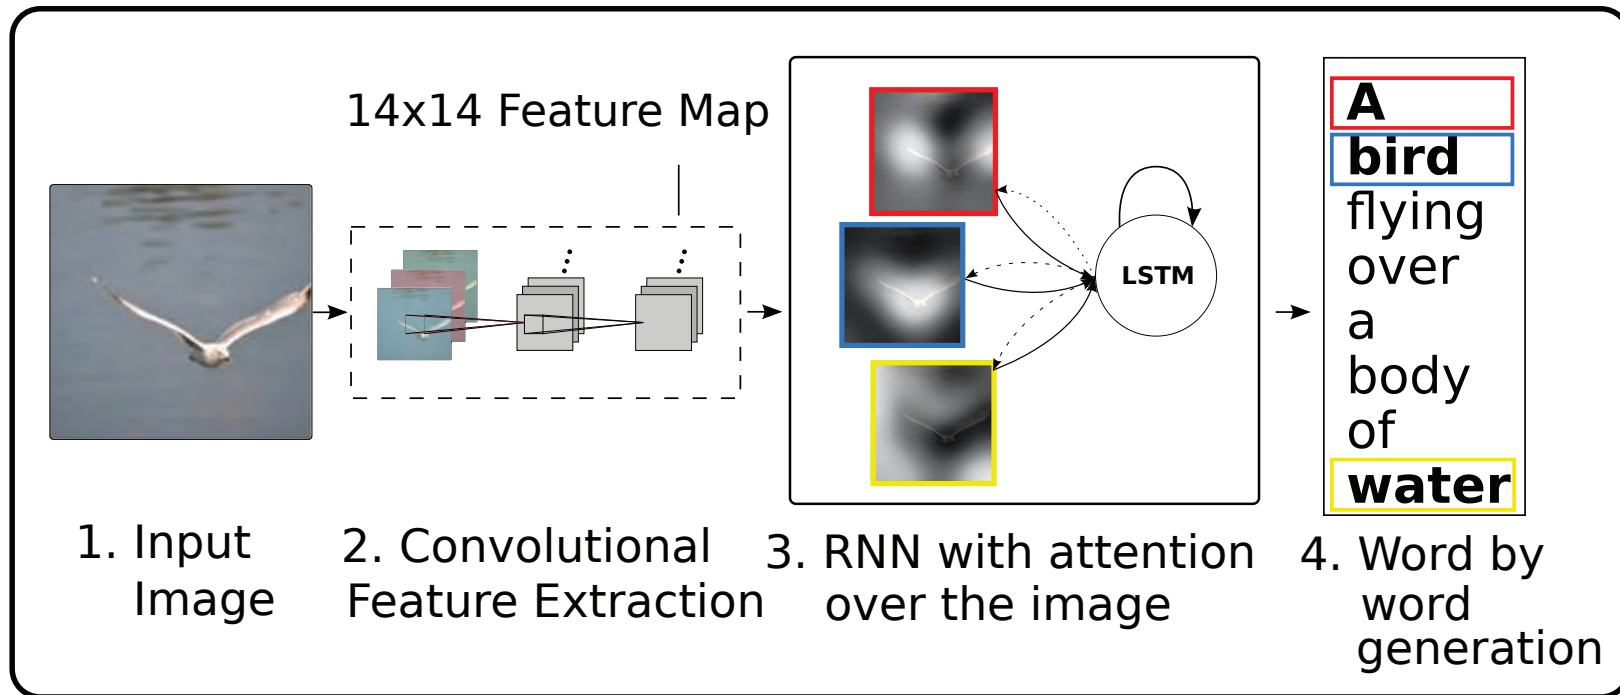 14x14 Feature Map
LSTM
A
bird
flying
over
a
body
of
water
1. Input
Image
2. Convolutional
Feature Extraction
3. RNN with attention
over the image
4. Word by
word
generation